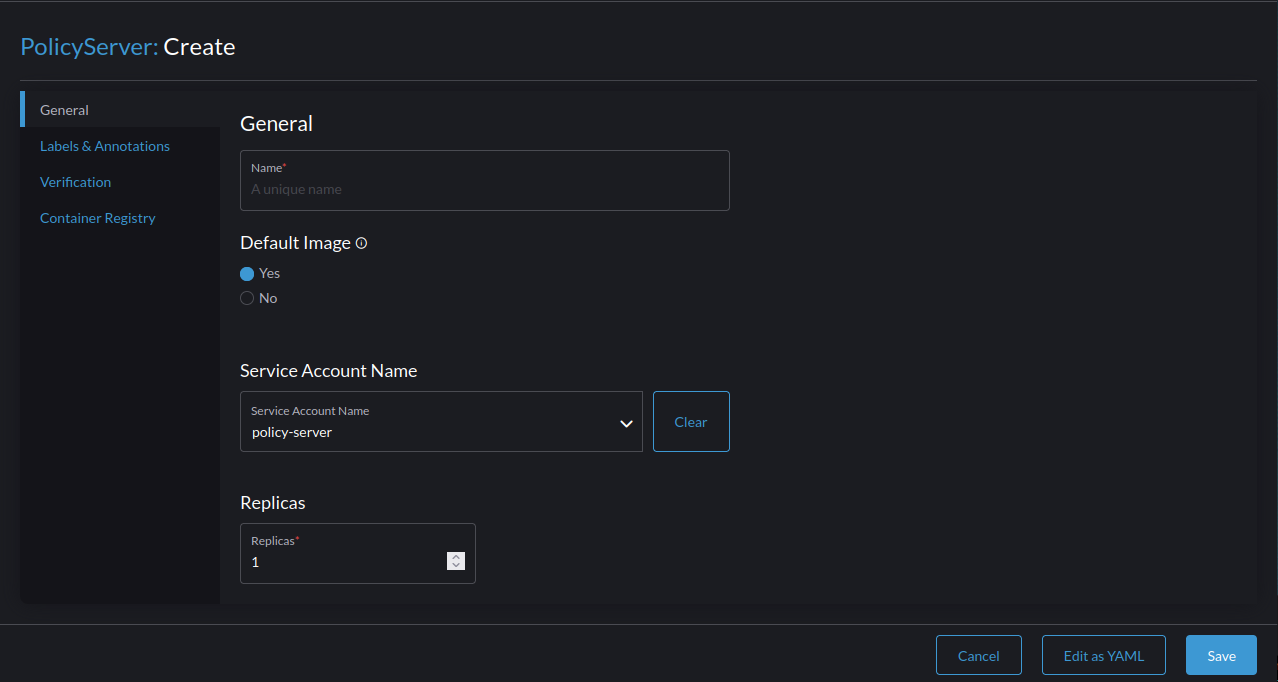 PolicyServer: Create
General
Labels & Annotations
Verification
Container Registry
General
Name*
A unique name
Default Image
Yes
No
Service Account Name
Service Account Name
policy-server
Clear
Replicas
Replicas*
1
Cancel
Edit as YAML
Save